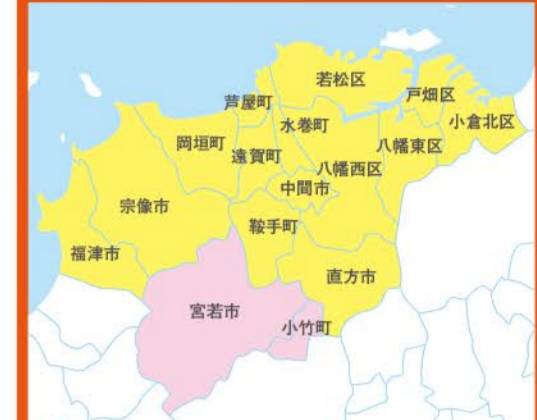 若松区
戸畑区
芦屋町
小倉北区
水巻町
岡垣町
八幡東区
遠賀町
八幡西区
中間市
宗像市
鞍手町
福津市
直方市
宮若市
小竹町